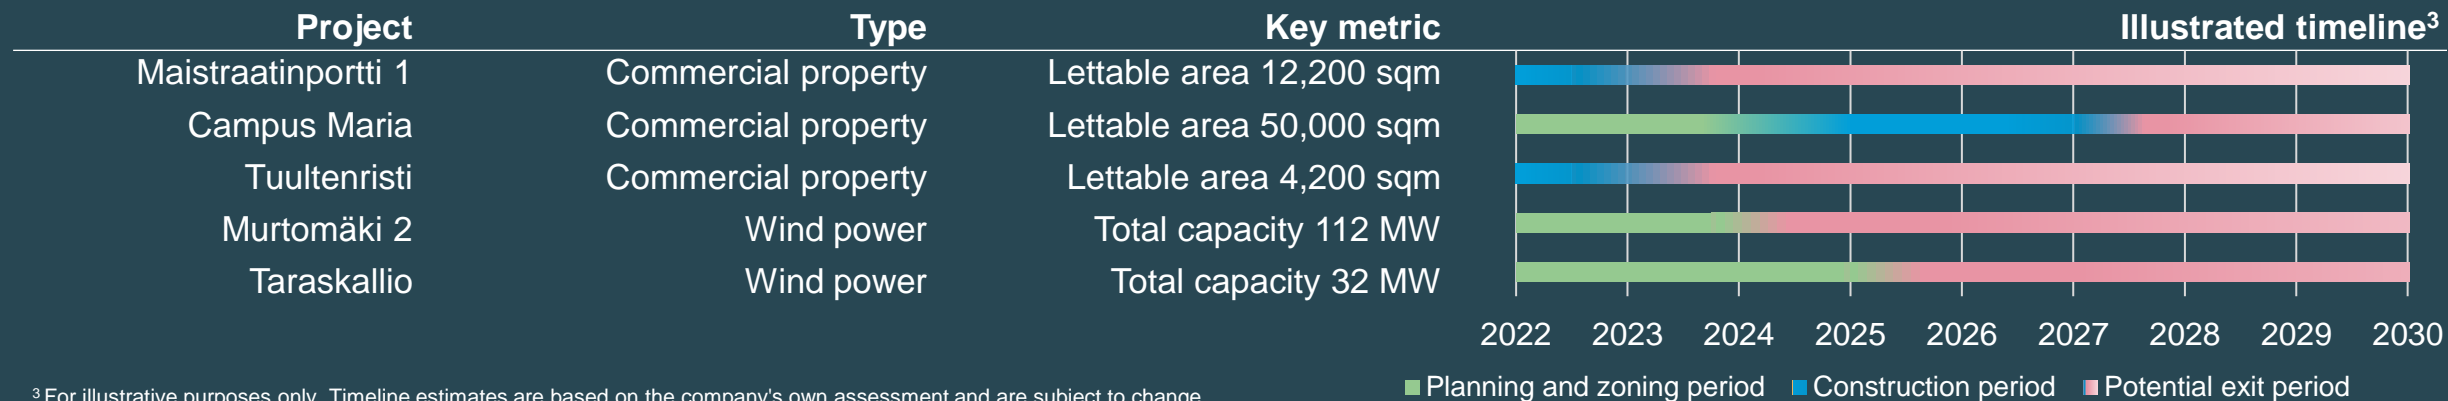 Project Type Key metric Illustrated timeline³
Maistraatinportti 1 Commercial property Lettable area 12,200 sqm
Campus Maria Commercial property Lettable area 50,000 sqm
Tuultenristi Commercial property Lettable area 4,200 sqm
Murtomäki 2 Wind power Total capacity 112 MW
Taraskallio Wind power Total capacity 32 MW
2022 2023 2024 2025 2026 2027 2028 2029 2030
Planning and zoning period Construction period Potential exit period
³ For illustrative purposes only. Timeline estimates are based on the company's own assessment and are subject to change